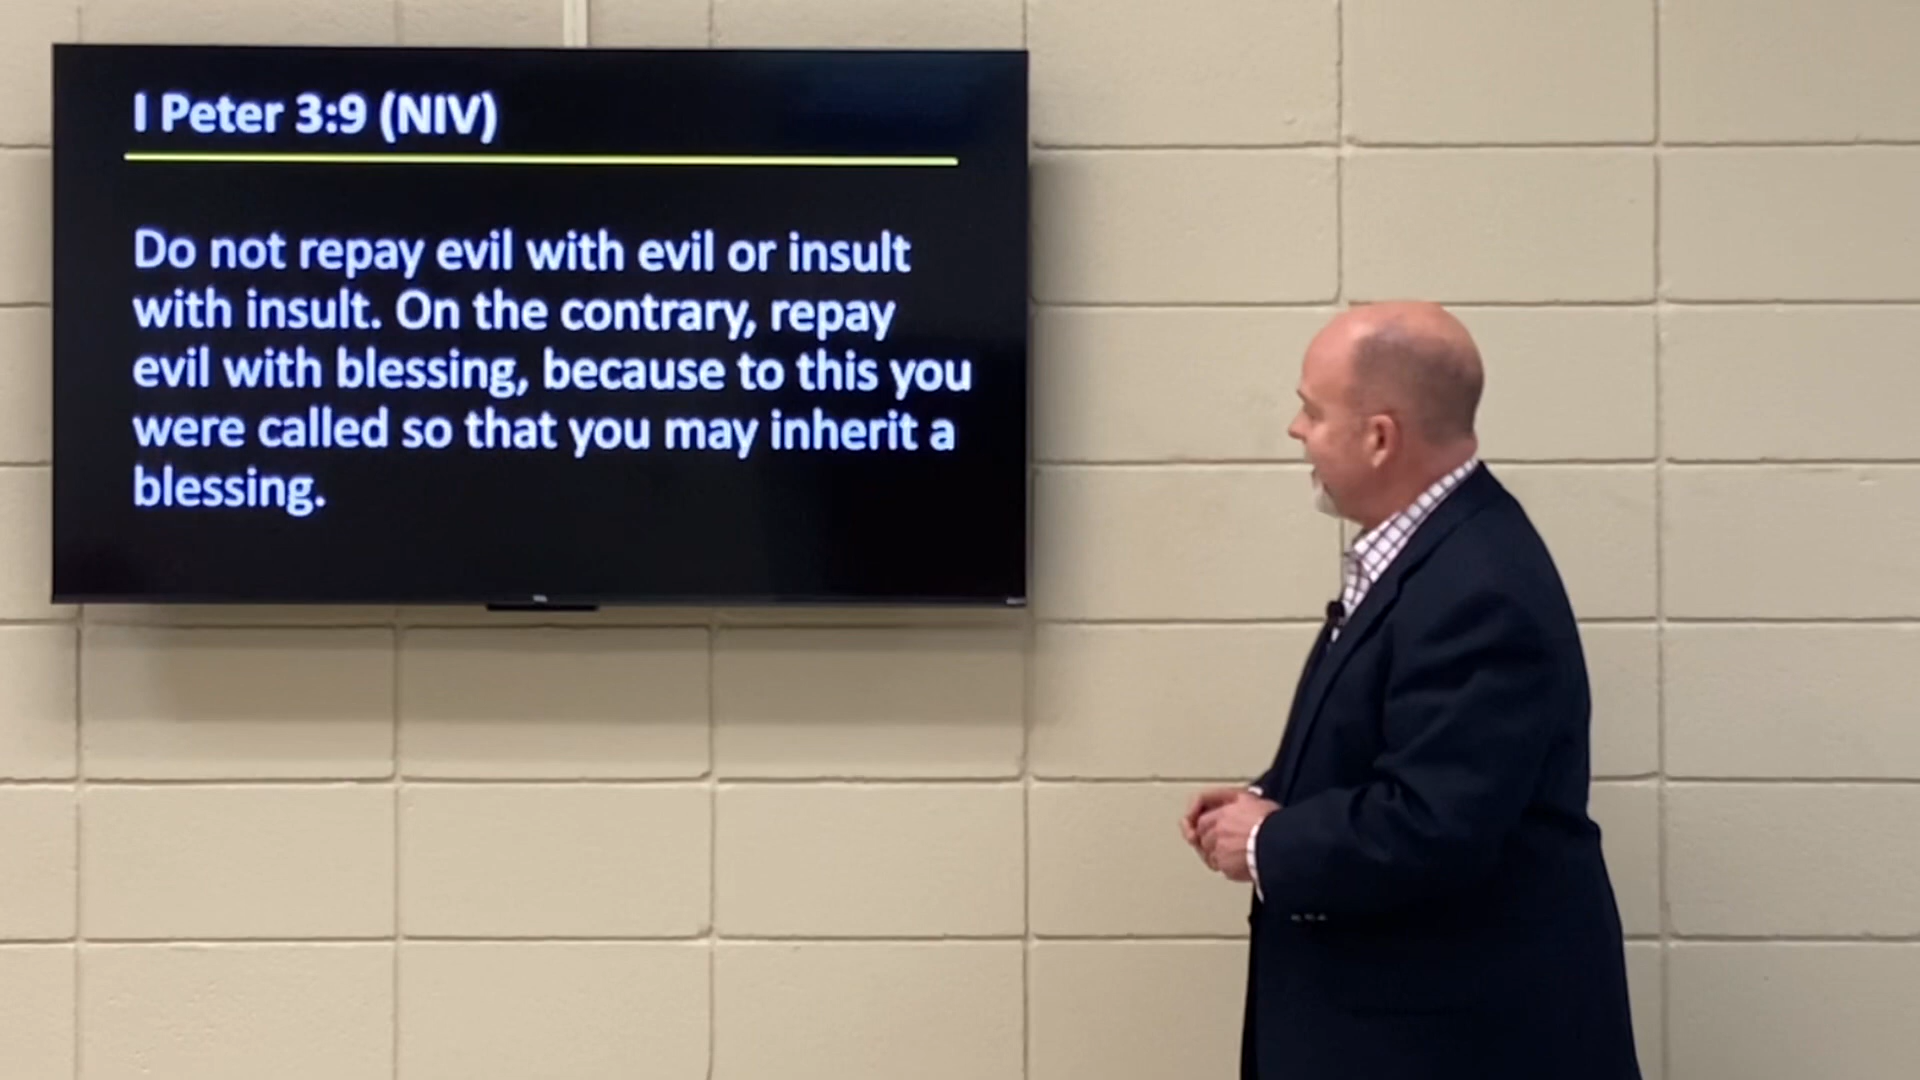 I Peter 3:9 (NIV)
Do not repay evil with evil or insult
with insult. On the contrary, repay
evil with blessing, because to this you
were called so that you may inherit a
blessing.